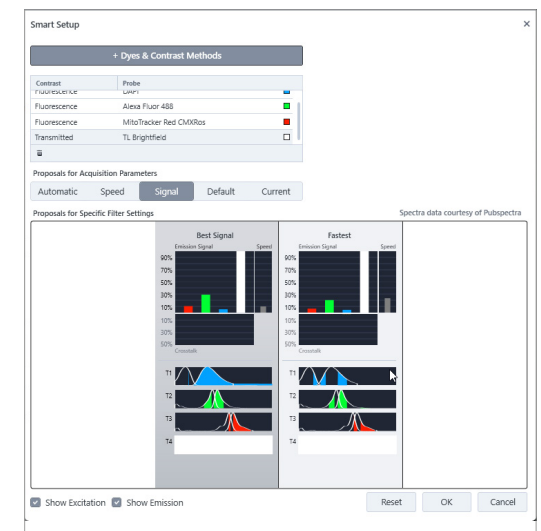 Smart Setup
+ Dyes & Contrast Methods
Contrast Probe
Fluorescence DAPI
Fluorescence Alexa Fluor 488
Fluorescence MitoTracker Red CMXRos
Transmitted TL Brightfield
Proposals for Acquisition Parameters
Automatic Speed Signal Default Current
Proposals for Specific Filter Settings Spectra data courtesy of Pubspectra
Best Signal
Emission Signal Speed
90%
70%
50%
30%
10%
10%
30%
50%
Crosstalk
T1
T2
T3
T4
Fastest
Emission Signal Speed
90%
70%
50%
30%
10%
10%
30%
50%
Crosstalk
T1
T2
T3
T4
Show Excitation Show Emission Reset OK Cancel